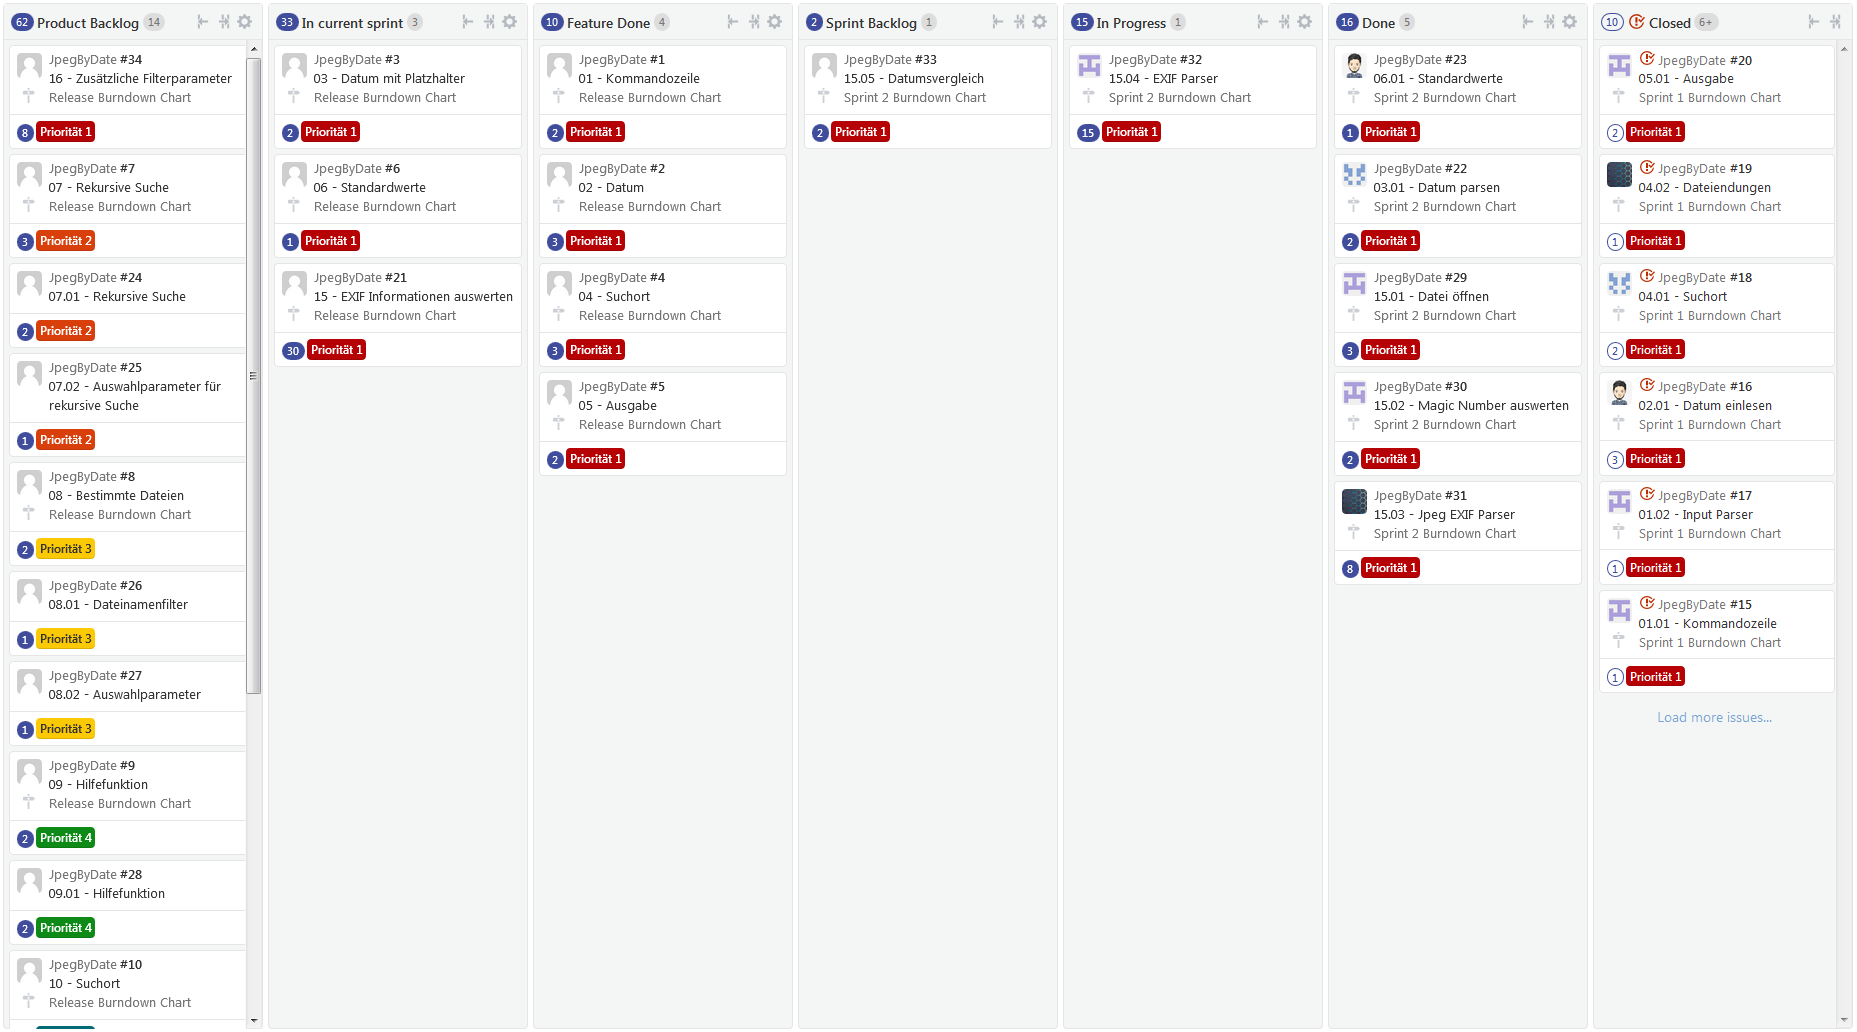 62 Product Backlog 14
JpegByDate #34
16 - Zusätzliche Filterparameter
Release Burndown Chart
8 Priorität 1
JpegByDate #7
07 - Rekursive Suche
Release Burndown Chart
3 Priorität 2
JpegByDate #24
07.01 - Rekursive Suche
2 Priorität 2
JpegByDate #25
07.02 - Auswahlparameter für
rekursive Suche
1 Priorität 2
JpegByDate #8
08 - Bestimmte Dateien
Release Burndown Chart
2 Priorität 3
JpegByDate #26
08.01 - Dateinamenfilter
1 Priorität 3
JpegByDate #27
08.02 - Auswahlparameter
1 Priorität 3
JpegByDate #9
09 - Hilfefunktion
Release Burndown Chart
2 Priorität 4
JpegByDate #28
09.01 - Hilfefunktion
2 Priorität 4
JpegByDate #10
10 - Suchort
Release Burndown Chart
33 In current sprint 3
JpegByDate #3
03 - Datum mit Platzhalter
Release Burndown Chart
2 Priorität 1
JpegByDate #6
06 - Standardwerte
Release Burndown Chart
1 Priorität 1
JpegByDate #21
15 - EXIF Informationen auswerten
Release Burndown Chart
30 Priorität 1
10 Feature Done 4
JpegByDate #1
01 - Kommandozeile
Release Burndown Chart
2 Priorität 1
JpegByDate #2
02 - Datum
Release Burndown Chart
3 Priorität 1
JpegByDate #4
04 - Suchort
Release Burndown Chart
3 Priorität 1
JpegByDate #5
05 - Ausgabe
Release Burndown Chart
2 Priorität 1
2 Sprint Backlog 1
JpegByDate #33
15.05 - Datumsvergleich
Sprint 2 Burndown Chart
2 Priorität 1
15 In Progress 1
JpegByDate #32
15.04 - EXIF Parser
Sprint 2 Burndown Chart
15 Priorität 1
16 Done 5
JpegByDate #23
06.01 - Standardwerte
Sprint 2 Burndown Chart
1 Priorität 1
JpegByDate #22
03.01 - Datum parsen
Sprint 2 Burndown Chart
2 Priorität 1
JpegByDate #29
15.01 - Datei öffnen
Sprint 2 Burndown Chart
3 Priorität 1
JpegByDate #30
15.02 - Magic Number auswerten
Sprint 2 Burndown Chart
2 Priorität 1
JpegByDate #31
15.03 - Jpeg EXIF Parser
Sprint 2 Burndown Chart
8 Priorität 1
10 Closed 6+
JpegByDate #20
05.01 - Ausgabe
Sprint 1 Burndown Chart
2 Priorität 1
JpegByDate #19
04.02 - Dateiendungen
Sprint 1 Burndown Chart
1 Priorität 1
JpegByDate #18
04.01 - Suchort
Sprint 1 Burndown Chart
2 Priorität 1
JpegByDate #16
02.01 - Datum einlesen
Sprint 1 Burndown Chart
3 Priorität 1
JpegByDate #17
01.02 - Input Parser
Sprint 1 Burndown Chart
1 Priorität 1
JpegByDate #15
01.01 - Kommandozeile
Sprint 1 Burndown Chart
1 Priorität 1
Load more issues...